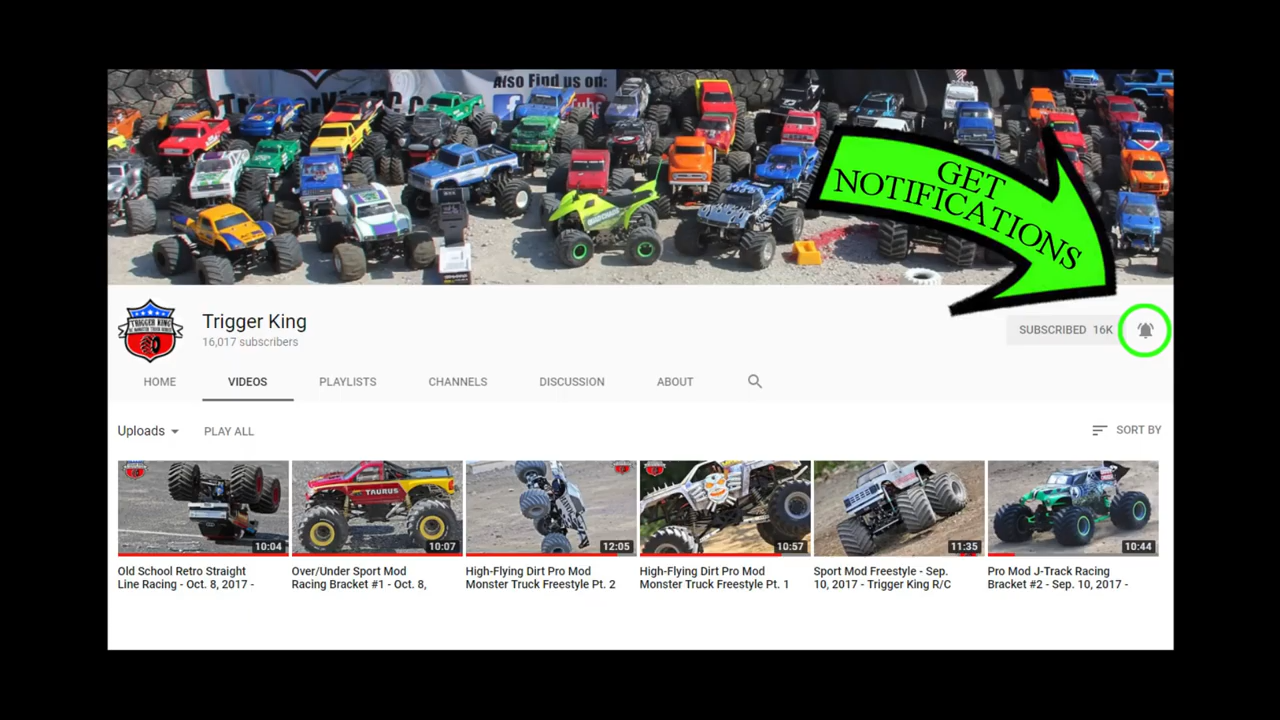 Also Find us on:
GET
NOTIFICATIONS
TRIGGER KING
Trigger King
16,017 subscribers
SUBSCRIBED 16K
HOME VIDEOS PLAYLISTS CHANNELS DISCUSSION ABOUT
Uploads PLAY ALL SORT BY
TAURUS
10:04 10:07 12:05 10:57 11:35 10:44
Old School Retro Straight
Line Racing - Oct. 8, 2017 -
Over/Under Sport Mod
Racing Bracket #1 - Oct. 8,
High-Flying Dirt Pro Mod
Monster Truck Freestyle Pt. 2
High-Flying Dirt Pro Mod
Monster Truck Freestyle Pt. 1
Sport Mod Freestyle - Sep.
10, 2017 - Trigger King R/C
Pro Mod J-Track Racing
Bracket #2 - Sep. 10, 2017 -